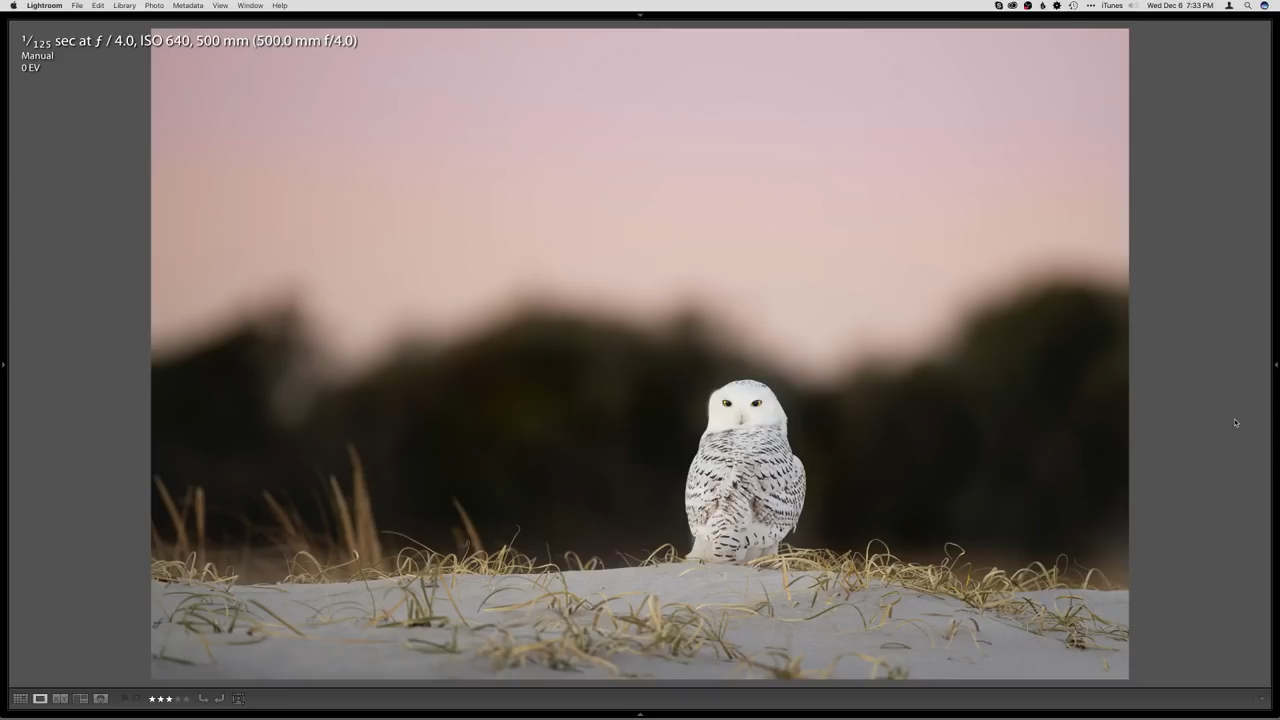 Lightroom File Edit Library Photo Metadata View Window Help iTunes Wed Dec 6 7:33 PM
1/125 sec at ƒ / 4.0, ISO 640, 500 mm (500.0 mm f/4.0)
Manual
0 EV